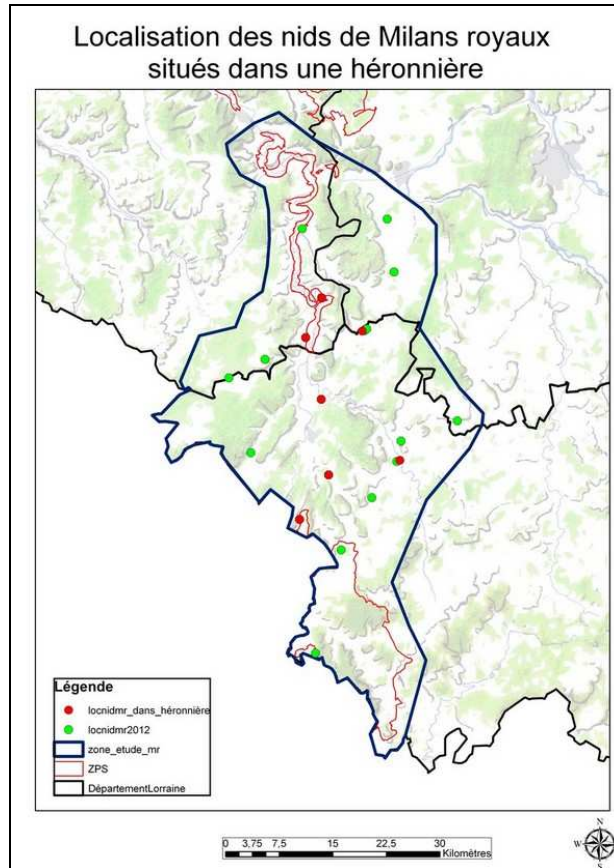 Localisation des nids de Milans royaux
situés dans une héronnière
Légende
locnidmr_dans_héronnière
locnidmr2012
zone_etude_mr
ZPS
DépartementLorraine
0 3,75 7,5 15 22,5 30
Kilomètres
N
W E
S